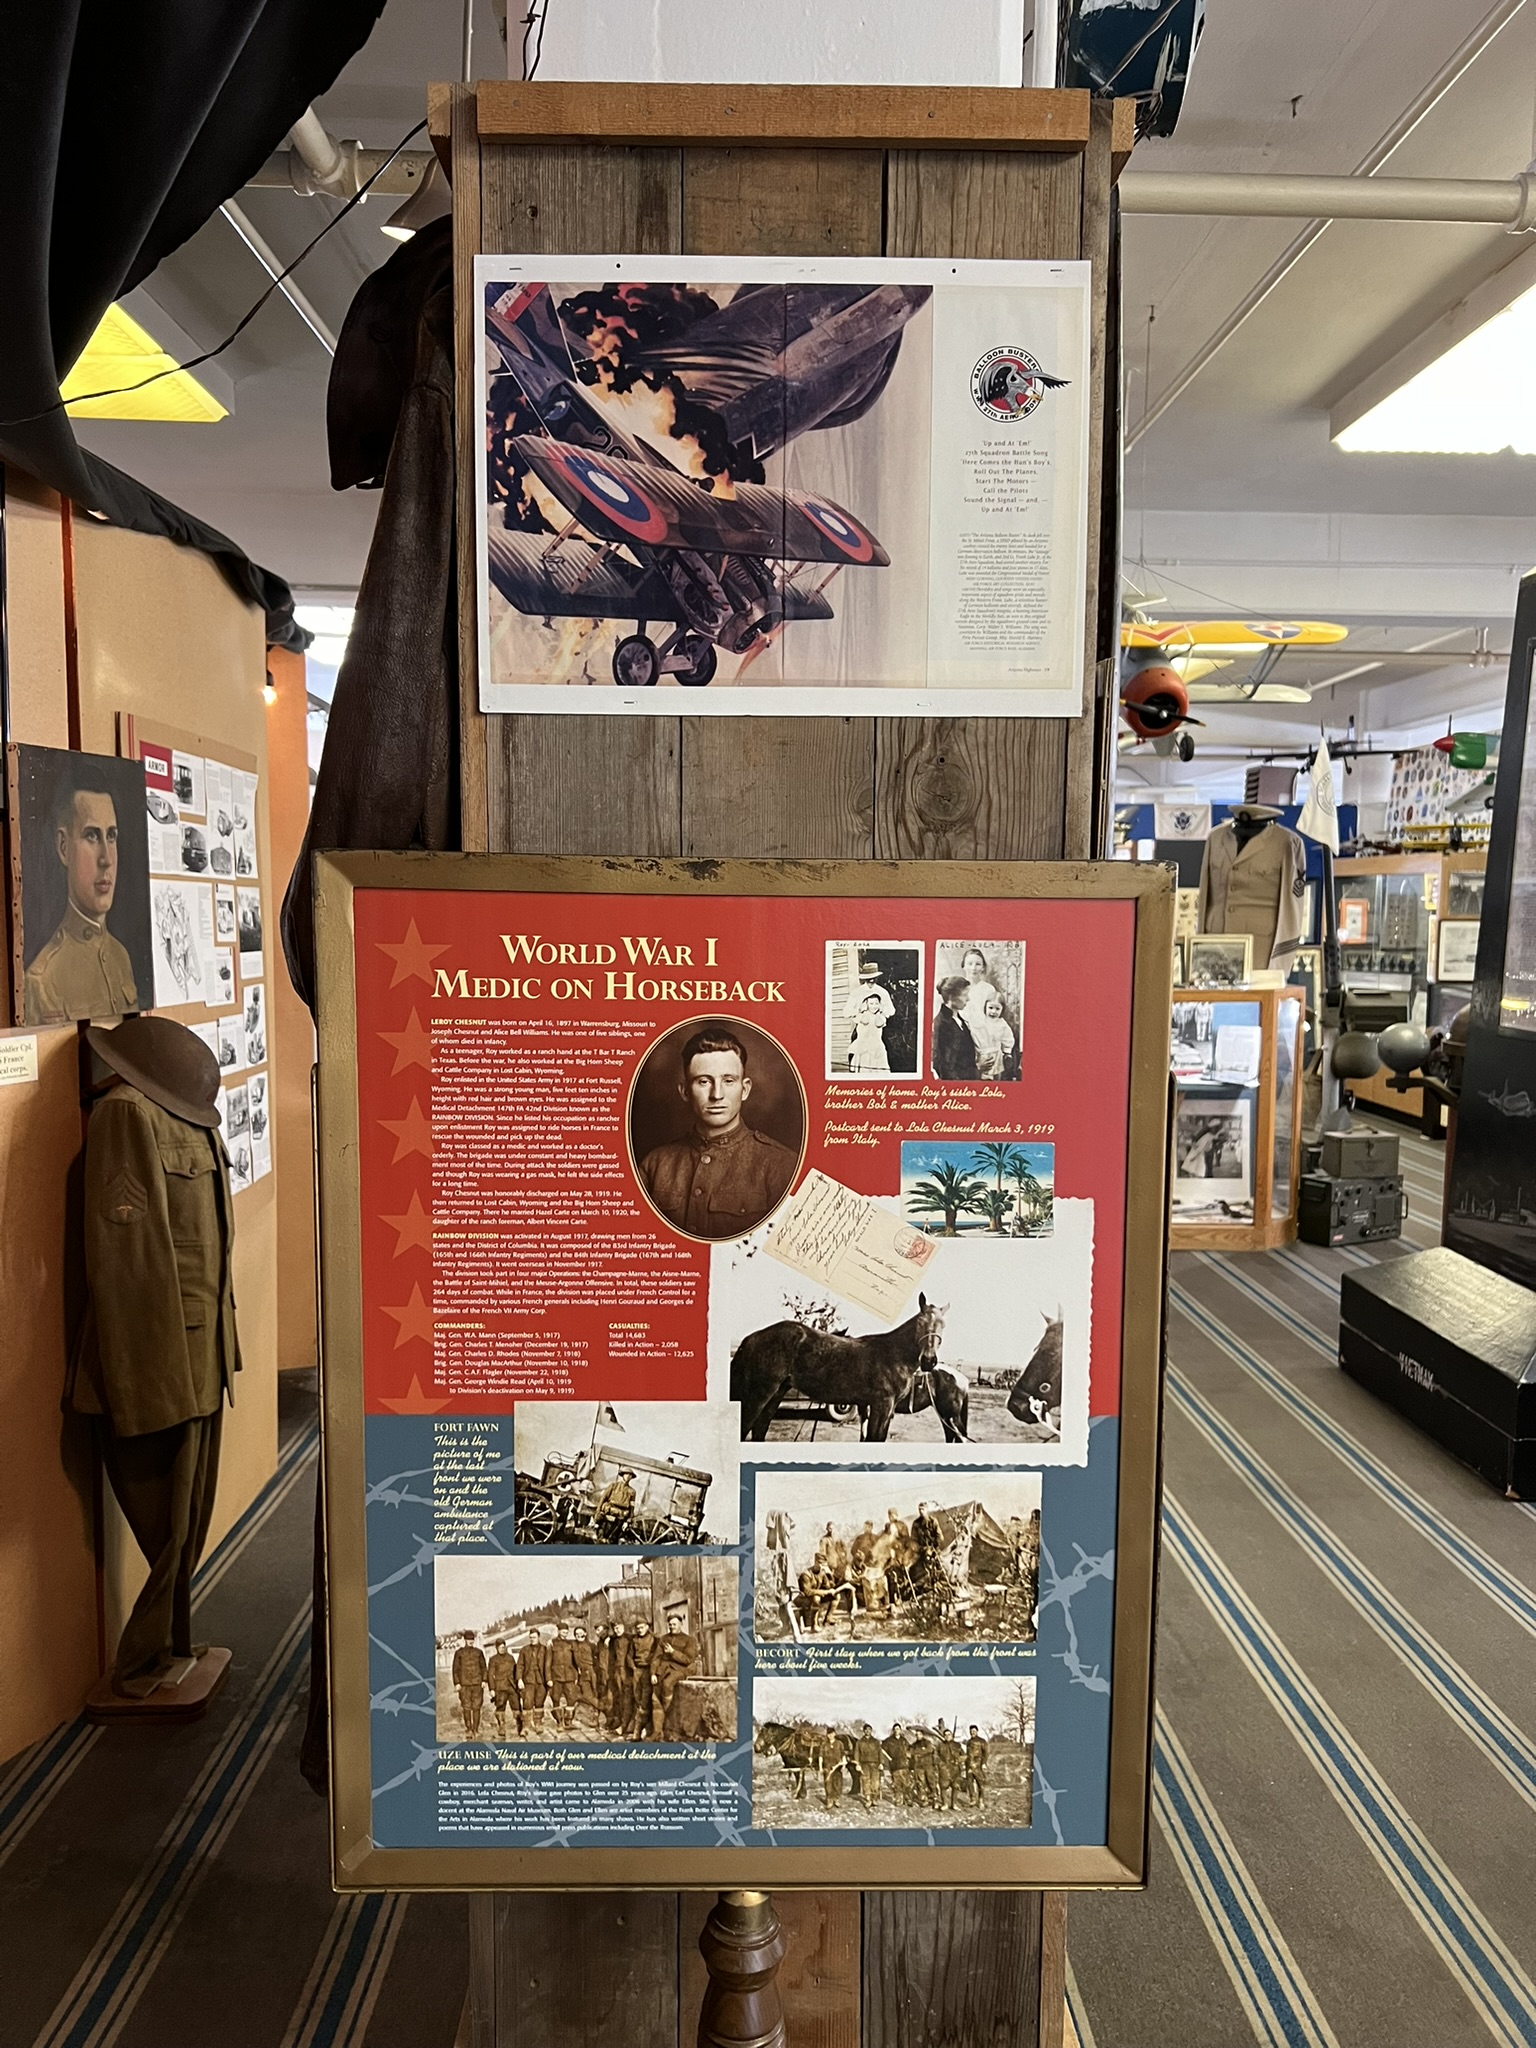 BALLOON BUSTERS
27th AERO
'Up and At 'Em!'
27th Squadron Battle Song
'Here Comes the Hun's Boy's
Roll Out The Planes,
Start The Motors —
Call the Pilots
Sound the Signal — and, —
Up and At 'Em!'
Arizona Highways
ARMOR
Soldier Cpl.
France
cal corps.
VIETNAM
WORLD WAR I
MEDIC ON HORSEBACK
LEROY CHESNUT was born on April 16, 1897 in Warrensburg, Missouri to
Joseph Chesnut and Alice Bell Williams. He was one of five siblings, one
of whom died in infancy.
As a teenager, Roy worked as a ranch hand at the T Bar T Ranch
in Texas. Before the war, he also worked at the Big Horn Sheep
and Cattle Company in Lost Cabin, Wyoming.
Roy enlisted in the United States Army in 1917 at Fort Russell,
Wyoming. He was a strong young man, five feet ten inches in
height with red hair and brown eyes. He was assigned to the
Medical Detachment 147th FA 42nd Division known as the
RAINBOW DIVISION. Since he listed his occupation as rancher
upon enlistment Roy was assigned to ride horses in France to
rescue the wounded and pick up the dead.
Roy was classed as a medic and worked as a doctor's
orderly. The brigade was under constant and heavy bombard-
ment most of the time. During attack the soldiers were gassed
and though Roy was wearing a gas mask, he felt the side effects
for a long time.
Roy Chesnut was honorably discharged on May 28, 1919. He
then returned to Lost Cabin, Wyoming and the Big Horn Sheep and
Cattle Company. There he married Hazel Carte on March 10, 1920, the
daughter of the ranch foreman, Albert Vincent Carte.
RAINBOW DIVISION was activated in August 1917, drawing men from 26
states and the District of Columbia. It was composed of the 83rd Infantry Brigade
(165th and 166th Infantry Regiments) and the 84th Infantry Brigade (167th and 168th
Infantry Regiments). It went overseas in November 1917.
The division took part in four major Operations: the Champagne-Marne, the Aisne-Marne,
the Battle of Saint-Mihiel, and the Meuse-Argonne Offensive. In total, these soldiers saw
264 days of combat. While in France, the division was placed under French Control for a
time, commanded by various French generals including Henri Gouraud and Georges de
Bazelaire of the French VII Army Corp.
COMMANDERS:
Maj. Gen. W.A. Mann (September 5, 1917)
Brig. Gen. Charles T. Menoher (December 19, 1917)
Maj. Gen. Charles D. Rhodes (November 7, 1918)
Brig. Gen. Douglas MacArthur (November 10, 1918)
Maj. Gen. C.A.F. Flagler (November 22, 1918)
Maj. Gen. George Windle Read (April 10, 1919
to Division's deactivation on May 9, 1919)
CASUALTIES:
Total 14,683
Killed in Action – 2,058
Wounded in Action – 12,625
ALICE - LOLA - BOB
Memories of home. Roy's sister Lola,
brother Bob & mother Alice.
Postcard sent to Lola Chesnut March 3, 1919
from Italy.
FORT FAWN
This is the
picture of me
at the last
front we were
on and the
old German
ambulance
captured at
that place.
BECORT First stay when we got back from the front was
here about five weeks.
UZE MISE This is part of our medical detachment at the
place we are stationed at now.
The experiences and photos of Roy's WWI journey was passed on by Roy's son Millard Chesnut to his cousin
Glen in 2016. Lola Chesnut, Roy's sister gave photos to Glen over 25 years ago. Glen Earl Chesnut, himself a
cowboy, merchant seaman, writer, and artist came to Alameda in 2006 with his wife Ellen. She is now a
docent at the Alameda Naval Air Museum. Both Glen and Ellen are artist members of the Frank Bette Center for
the Arts in Alameda where his work has been featured in many shows. He has also written short stories and
poems that have appeared in numerous small press publications including Over the Transom.